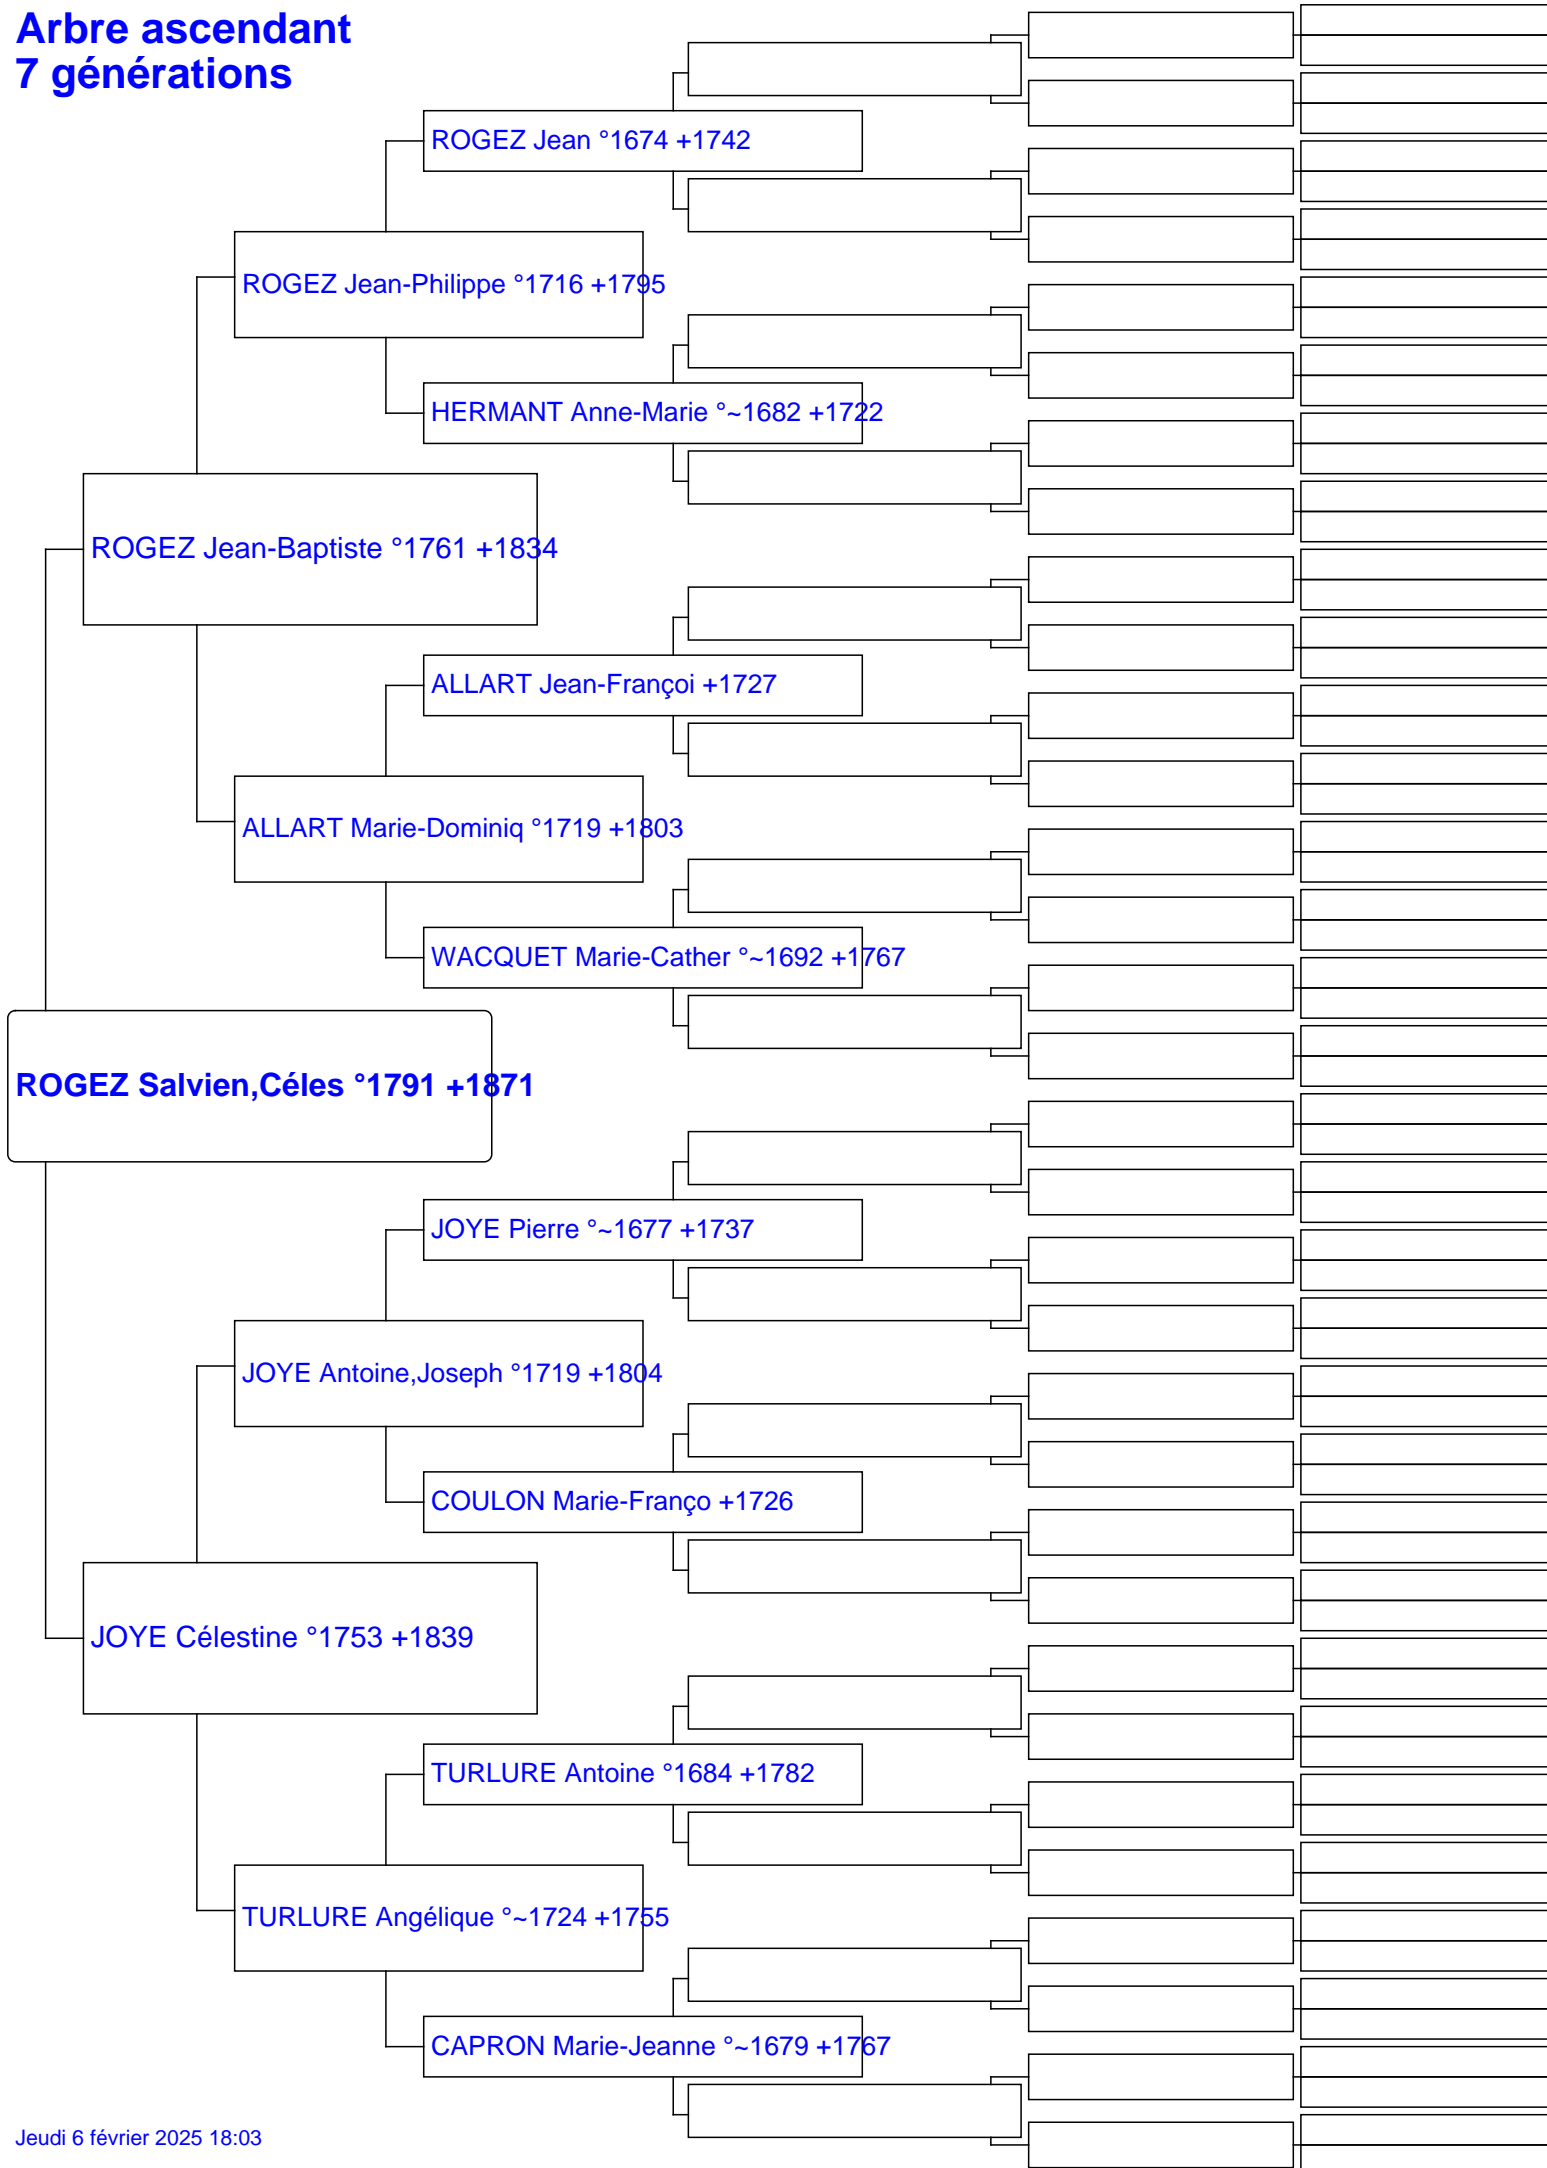 Arbre ascendant
7 générations
ROGEZ Jean °1674 +1742
ROGEZ Jean-Philippe °1716 +1795
HERMANT Anne-Marie °~1682 +1722
ROGEZ Jean-Baptiste °1761 +1834
ALLART Jean-Françoi +1727
ALLART Marie-Dominiq °1719 +1803
WACQUET Marie-Cather °~1692 +1767
ROGEZ Salvien,Céles °1791 +1871
JOYE Pierre °~1677 +1737
JOYE Antoine,Joseph °1719 +1804
COULON Marie-Franço +1726
JOYE Célestine °1753 +1839
TURLURE Antoine °1684 +1782
TURLURE Angélique °~1724 +1755
CAPRON Marie-Jeanne °~1679 +1767
Jeudi 6 février 2025 18:03